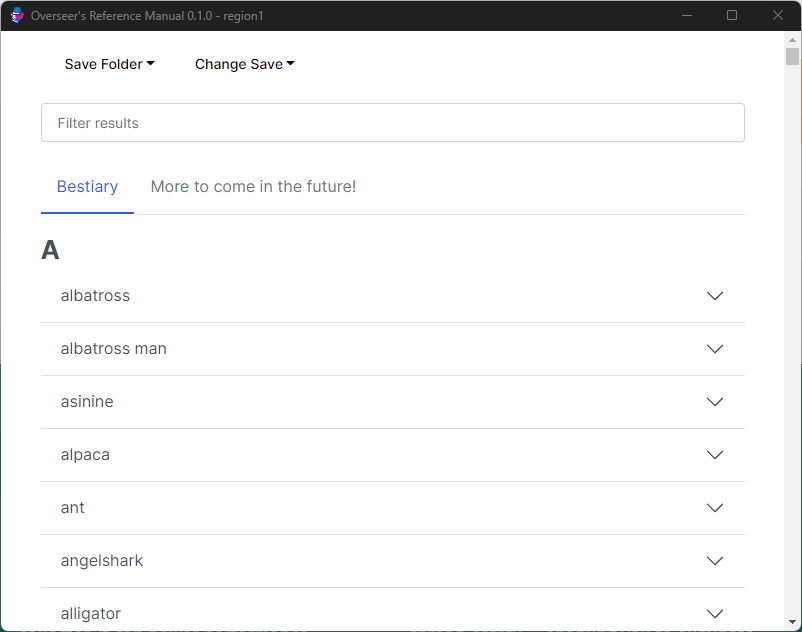 Overseer's Reference Manual 0.1.0 - region1
Save Folder Change Save
Filter results
Bestiary More to come in the future!
A
albatross
albatross man
asinine
alpaca
ant
angelshark
alligator